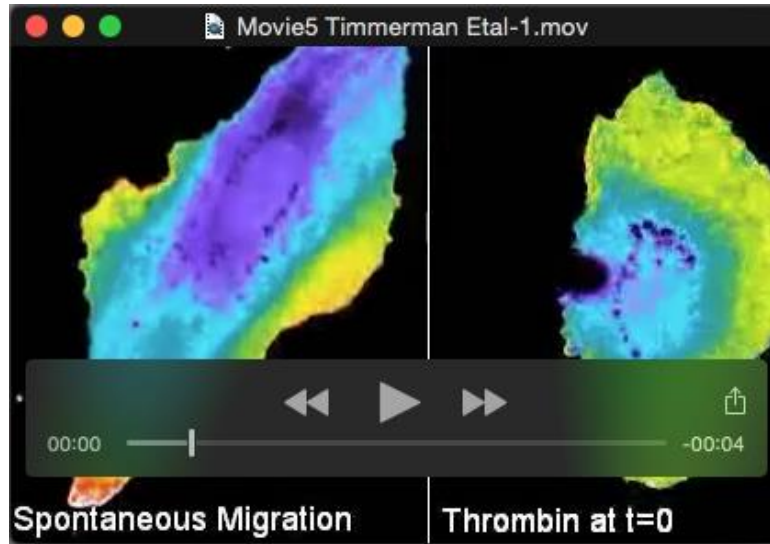 Movie5 Timmerman Etal-1.mov
00:00
-00:04
Spontaneous Migration
Thrombin at t=0